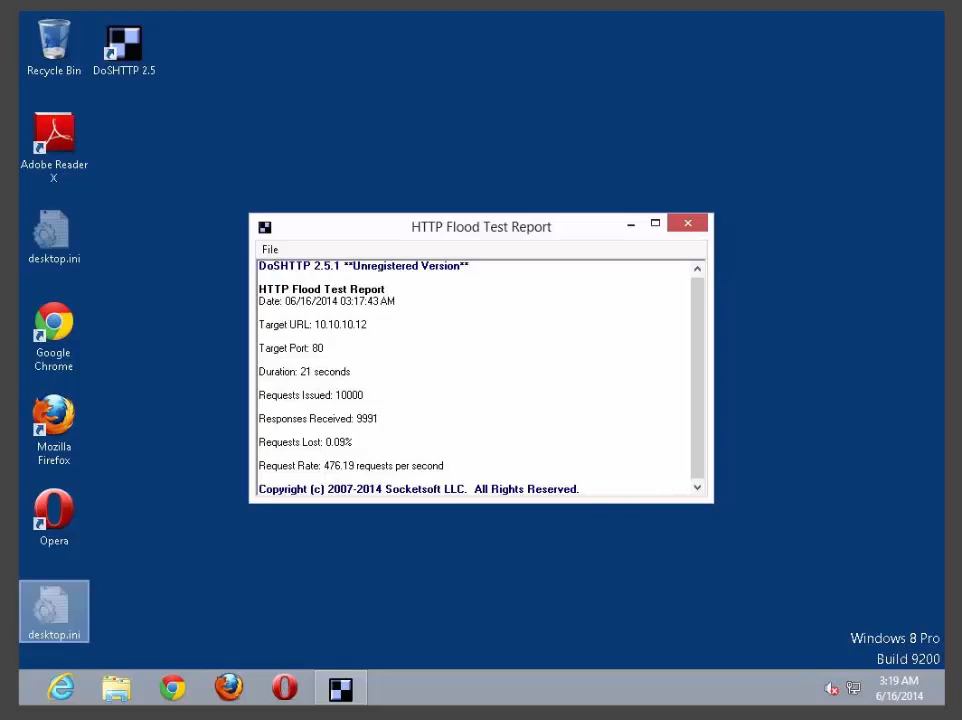 Recycle Bin
DoSHTTP 2.5
Adobe Reader
X
desktop.ini
Google
Chrome
Mozilla
Firefox
Opera
desktop.ini
HTTP Flood Test Report
File
DoSHTTP 2.5.1 **Unregistered Version**
HTTP Flood Test Report
Date: 06/16/2014 03:17:43 AM
Target URL: 10.10.10.12
Target Port: 80
Duration: 21 seconds
Requests Issued: 10000
Responses Received: 9991
Requests Lost: 0.09%
Request Rate: 476.19 requests per second
Copyright (c) 2007-2014 Socketsoft LLC. All Rights Reserved.
Windows 8 Pro
Build 9200
3:19 AM
6/16/2014